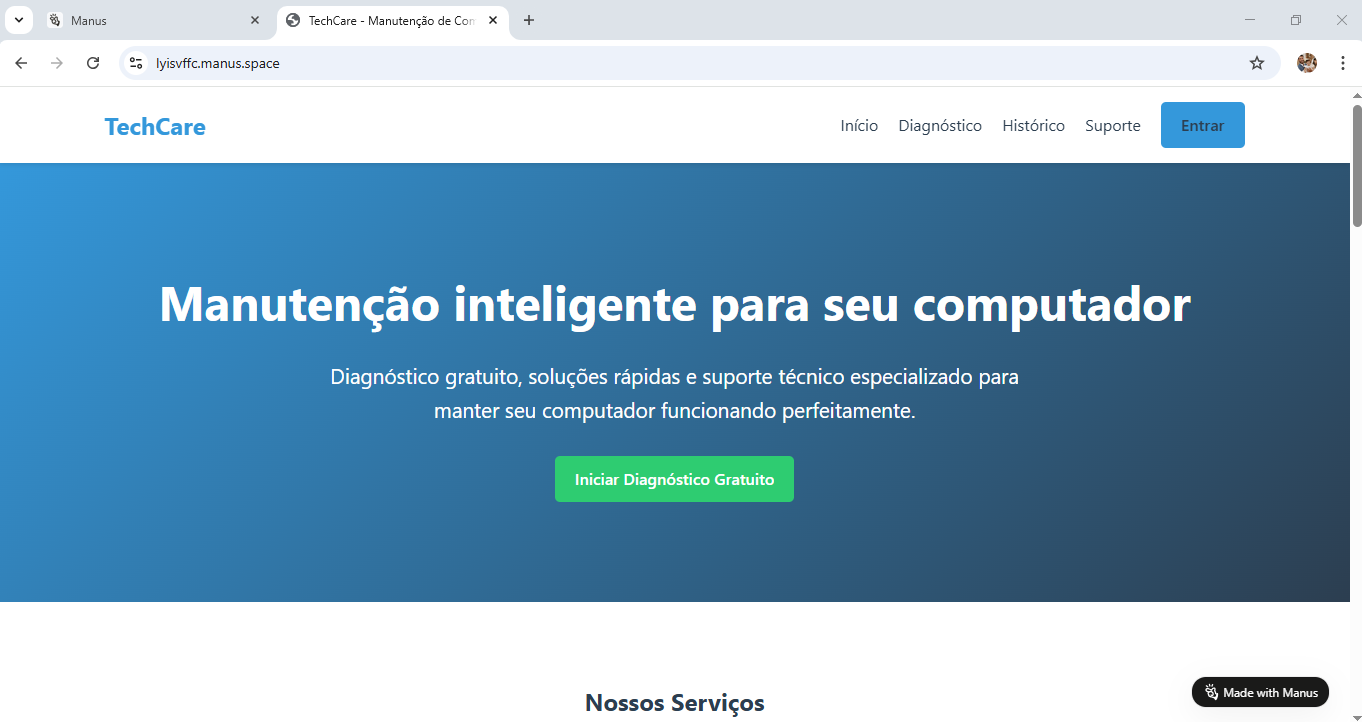 Manus
TechCare - Manutenção de Com
lyisvffc.manus.space
TechCare
Início
Diagnóstico
Histórico
Suporte
Entrar
Manutenção inteligente para seu computador
Diagnóstico gratuito, soluções rápidas e suporte técnico especializado para
manter seu computador funcionando perfeitamente.
Iniciar Diagnóstico Gratuito
Nossos Serviços
Made with Manus